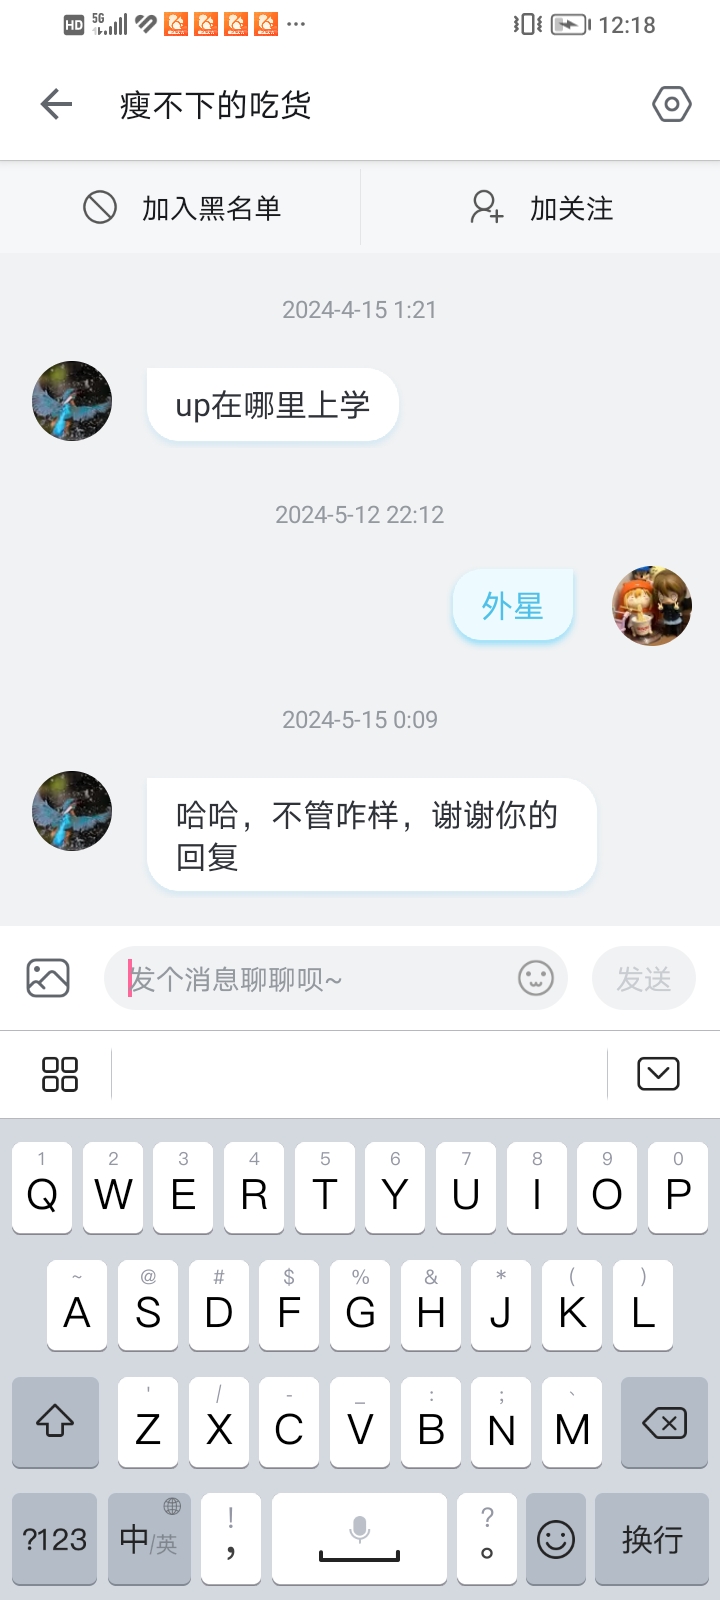 HD 5G 12:18
瘦不下的吃货
加入黑名单 加关注
2024-4-15 1:21
up在哪里上学
2024-5-12 22:12
外星
2024-5-15 0:09
哈哈，不管咋样，谢谢你的
回复
发个消息聊聊呗~ 发送
1 2 3 4 5 6 7 8 9 0
Q W E R T Y U I O P
~ @ # $ % & * ( )
A S D F G H J K L
' / - _ : ; 、
Z X C V B N M
! ?
?123 中/英 , 。 换行